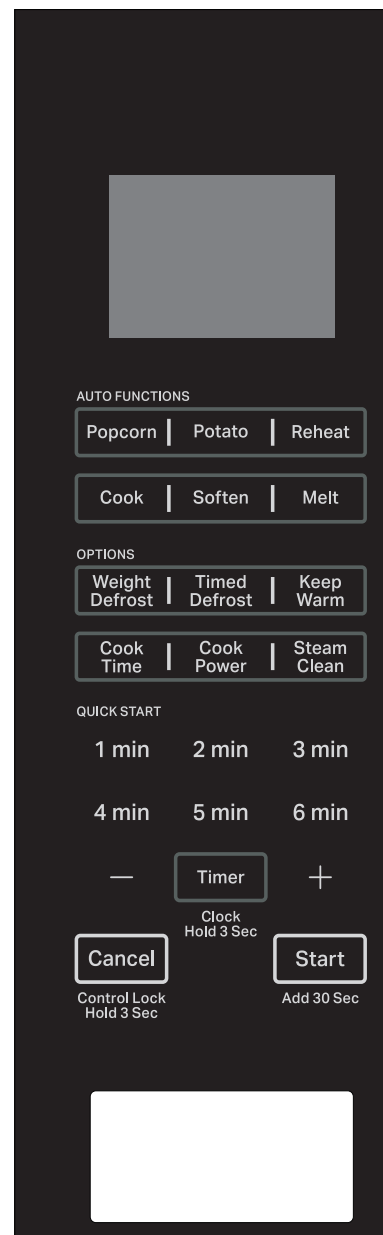 AUTO FUNCTIONS
Popcorn | Potato | Reheat
Cook | Soften | Melt
OPTIONS
Weight Defrost | Timed Defrost | Keep Warm
Cook Time | Cook Power | Steam Clean
QUICK START
1 min 2 min 3 min
4 min 5 min 6 min
— Timer +
Clock
Hold 3 Sec
Cancel Start
Control Lock Add 30 Sec
Hold 3 Sec